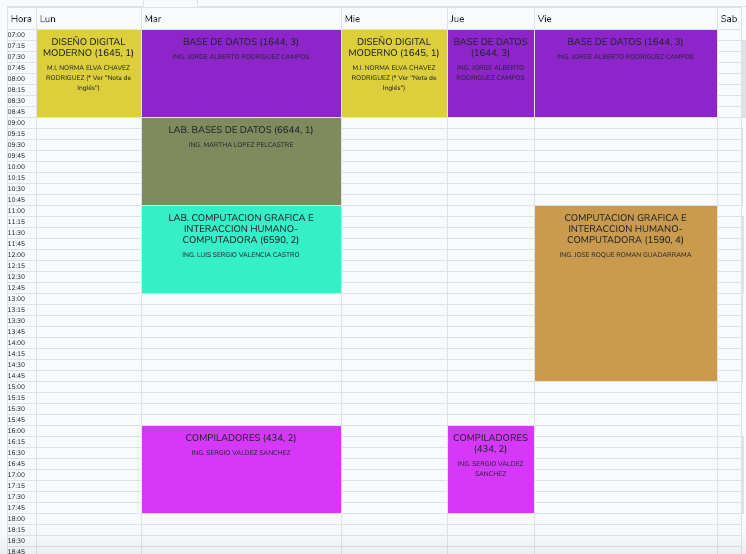 Hora Lun Mar Mie Jue Vie Sab
07:00
07:15
07:30
07:45
08:00
08:15
08:30
08:45
DISEÑO DIGITAL
MODERNO (1645, 1)
M.I. NORMA ELVA CHAVEZ
RODRIGUEZ (* Ver "Nota de
Inglés")
BASE DE DATOS (1644, 3)
ING. JORGE ALBERTO RODRIGUEZ CAMPOS
DISEÑO DIGITAL
MODERNO (1645, 1)
M.I. NORMA ELVA CHAVEZ
RODRIGUEZ (* Ver "Nota de
Inglés")
BASE DE DATOS
(1644, 3)
ING. JORGE ALBERTO
RODRIGUEZ CAMPOS
BASE DE DATOS (1644, 3)
ING. JORGE ALBERTO RODRIGUEZ CAMPOS
09:00
09:15
09:30
09:45
10:00
10:15
10:30
10:45
LAB. BASES DE DATOS (6644, 1)
ING. MARTHA LOPEZ PELCASTRE
11:00
11:15
11:30
11:45
12:00
12:15
12:30
12:45
LAB. COMPUTACION GRAFICA E
INTERACCION HUMANO-
COMPUTADORA (6590, 2)
ING. LUIS SERGIO VALENCIA CASTRO
COMPUTACION GRAFICA E
INTERACCION HUMANO-
COMPUTADORA (1590, 4)
ING. JOSE ROQUE ROMAN GUADARRAMA
13:00
13:15
13:30
13:45
14:00
14:15
14:30
14:45
15:00
15:15
15:30
15:45
16:00
16:15
16:30
16:45
17:00
17:15
17:30
17:45
COMPILADORES (434, 2)
ING. SERGIO VALDEZ SANCHEZ
COMPILADORES
(434, 2)
ING. SERGIO VALDEZ
SANCHEZ
18:00
18:15
18:30
18:45